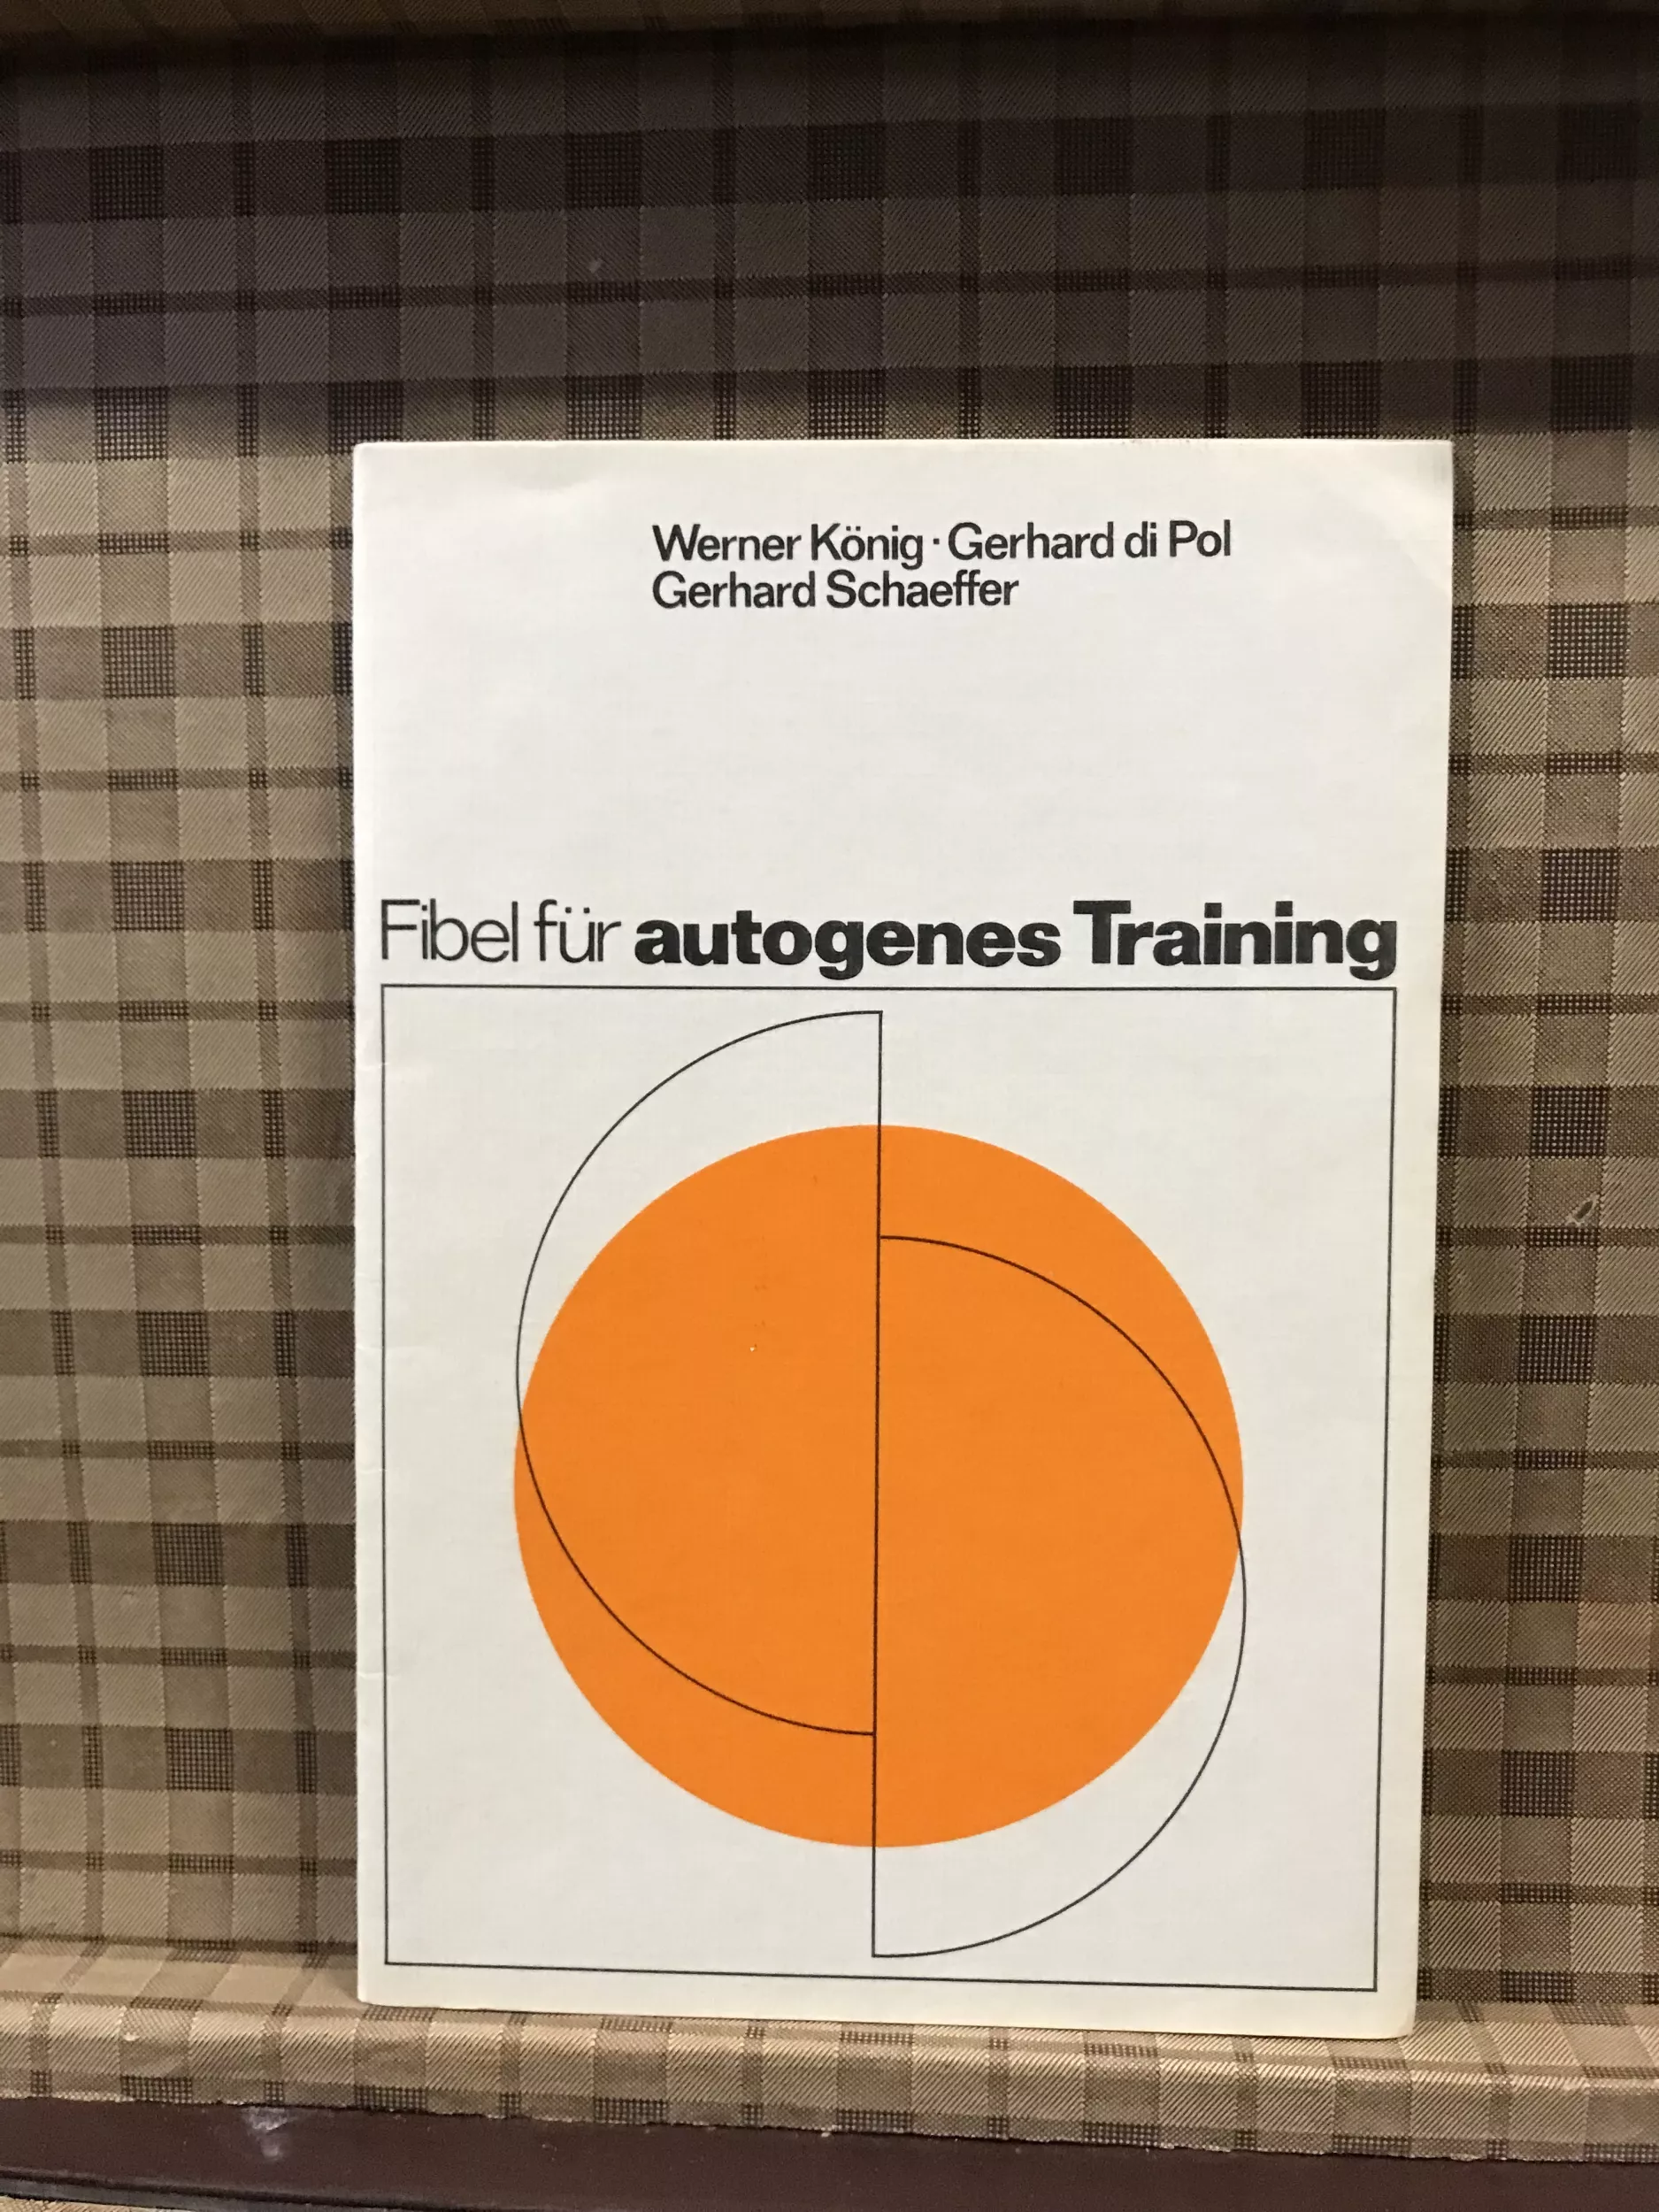 Werner König · Gerhard di Pol
Gerhard Schaeffer
Fibel für autogenes Training